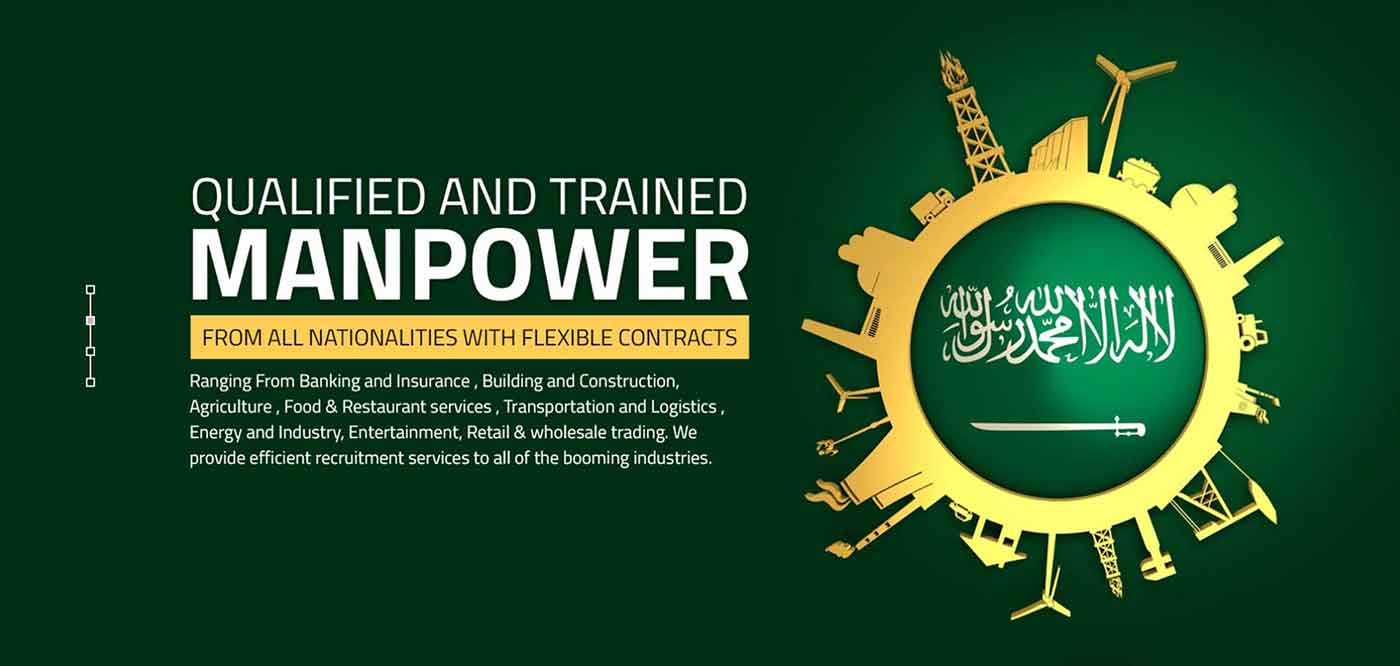 QUALIFIED AND TRAINED
MANPOWER
FROM ALL NATIONALITIES WITH FLEXIBLE CONTRACTS
Ranging From Banking and Insurance , Building and Construction,
Agriculture , Food & Restaurant services , Transportation and Logistics ,
Energy and Industry, Entertainment, Retail & wholesale trading. We
provide efficient recruitment services to all of the booming industries.
لا إله إلا الله محمد رسول الله